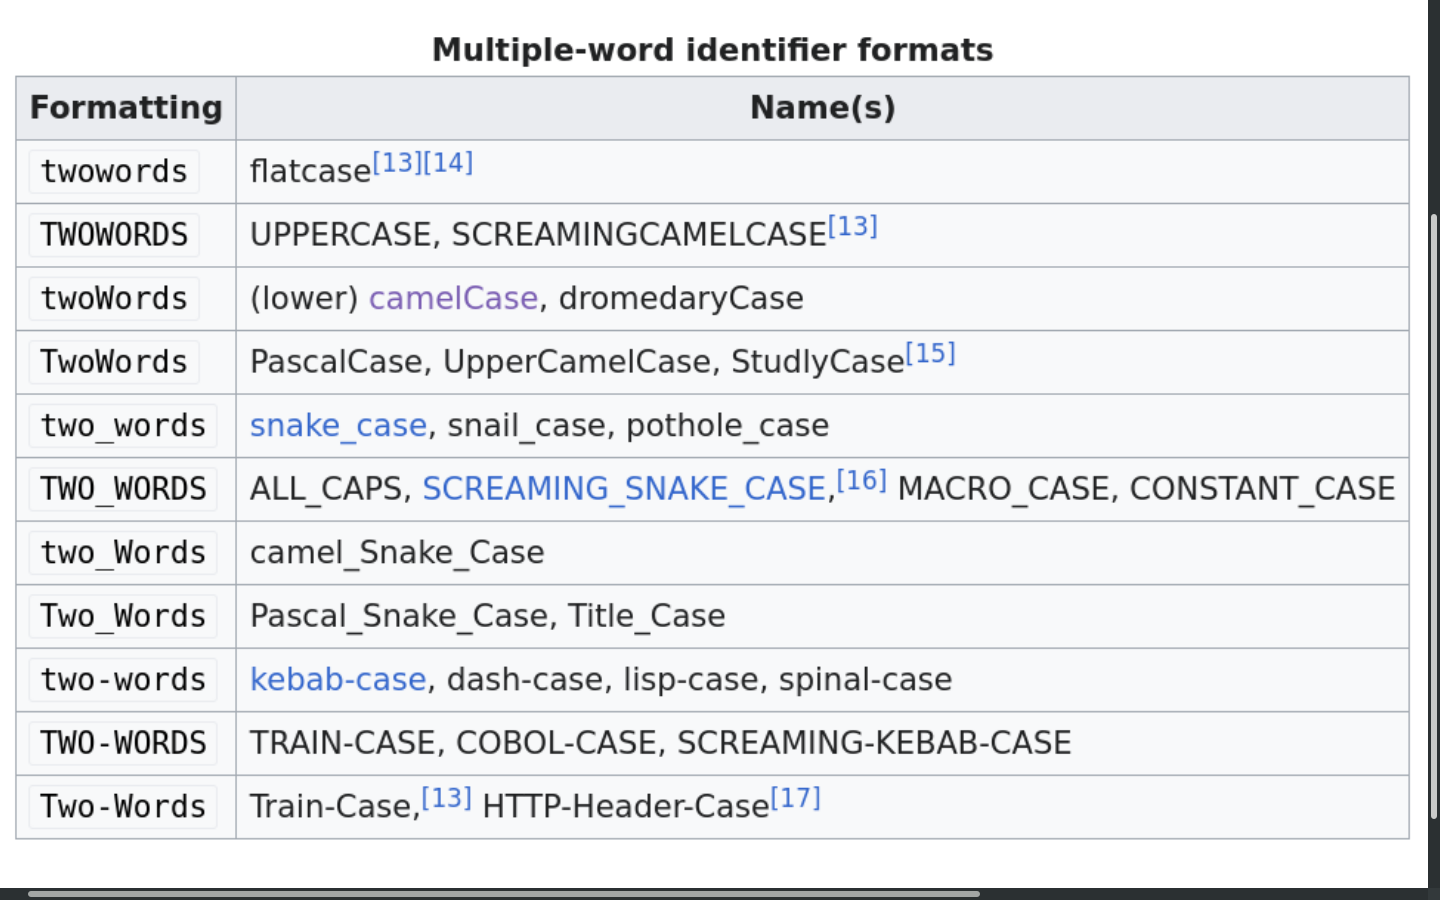 Multiple-word identifier formats
Formatting Name(s)
twowords flatcase[13][14]
TWOWORDS UPPERCASE, SCREAMINGCAMELCASE[13]
twoWords (lower) camelCase, dromedaryCase
TwoWords PascalCase, UpperCamelCase, StudlyCase[15]
two_words snake_case, snail_case, pothole_case
TWO_WORDS ALL_CAPS, SCREAMING_SNAKE_CASE,[16] MACRO_CASE, CONSTANT_CASE
two_Words camel_Snake_Case
Two_Words Pascal_Snake_Case, Title_Case
two-words kebab-case, dash-case, lisp-case, spinal-case
TWO-WORDS TRAIN-CASE, COBOL-CASE, SCREAMING-KEBAB-CASE
Two-Words Train-Case,[13] HTTP-Header-Case[17]